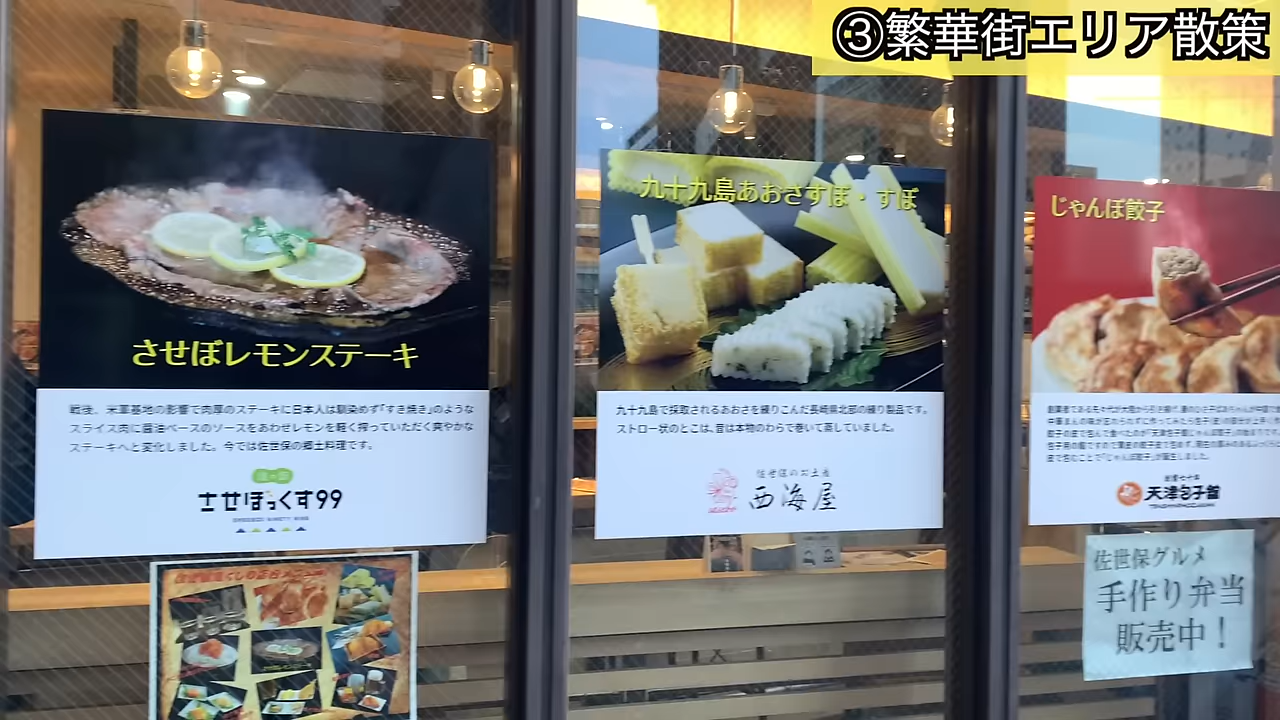 ③繁華街エリア散策
させぼレモンステーキ
戦後、米軍基地の影響で肉厚のステーキに日本人は馴染めず「すき焼き」のような
スライス肉に醤油ベースのソースをあわせレモンを軽く搾っていただく爽やかな
ステーキへと変化しました。今では佐世保の郷土料理です。
させぼっくす99
九十九島あおさすぼ・すぼ
九十九島で採取されるあおさを練りこんだ長崎県北部の練り製品です。
ストロー状のとこは、昔は本物のわらで巻いて蒸していました。
佐世保のお土産
西海屋
じゃんぼ餃子
天津包子館
佐世保グルメ
手作り弁当
販売中!